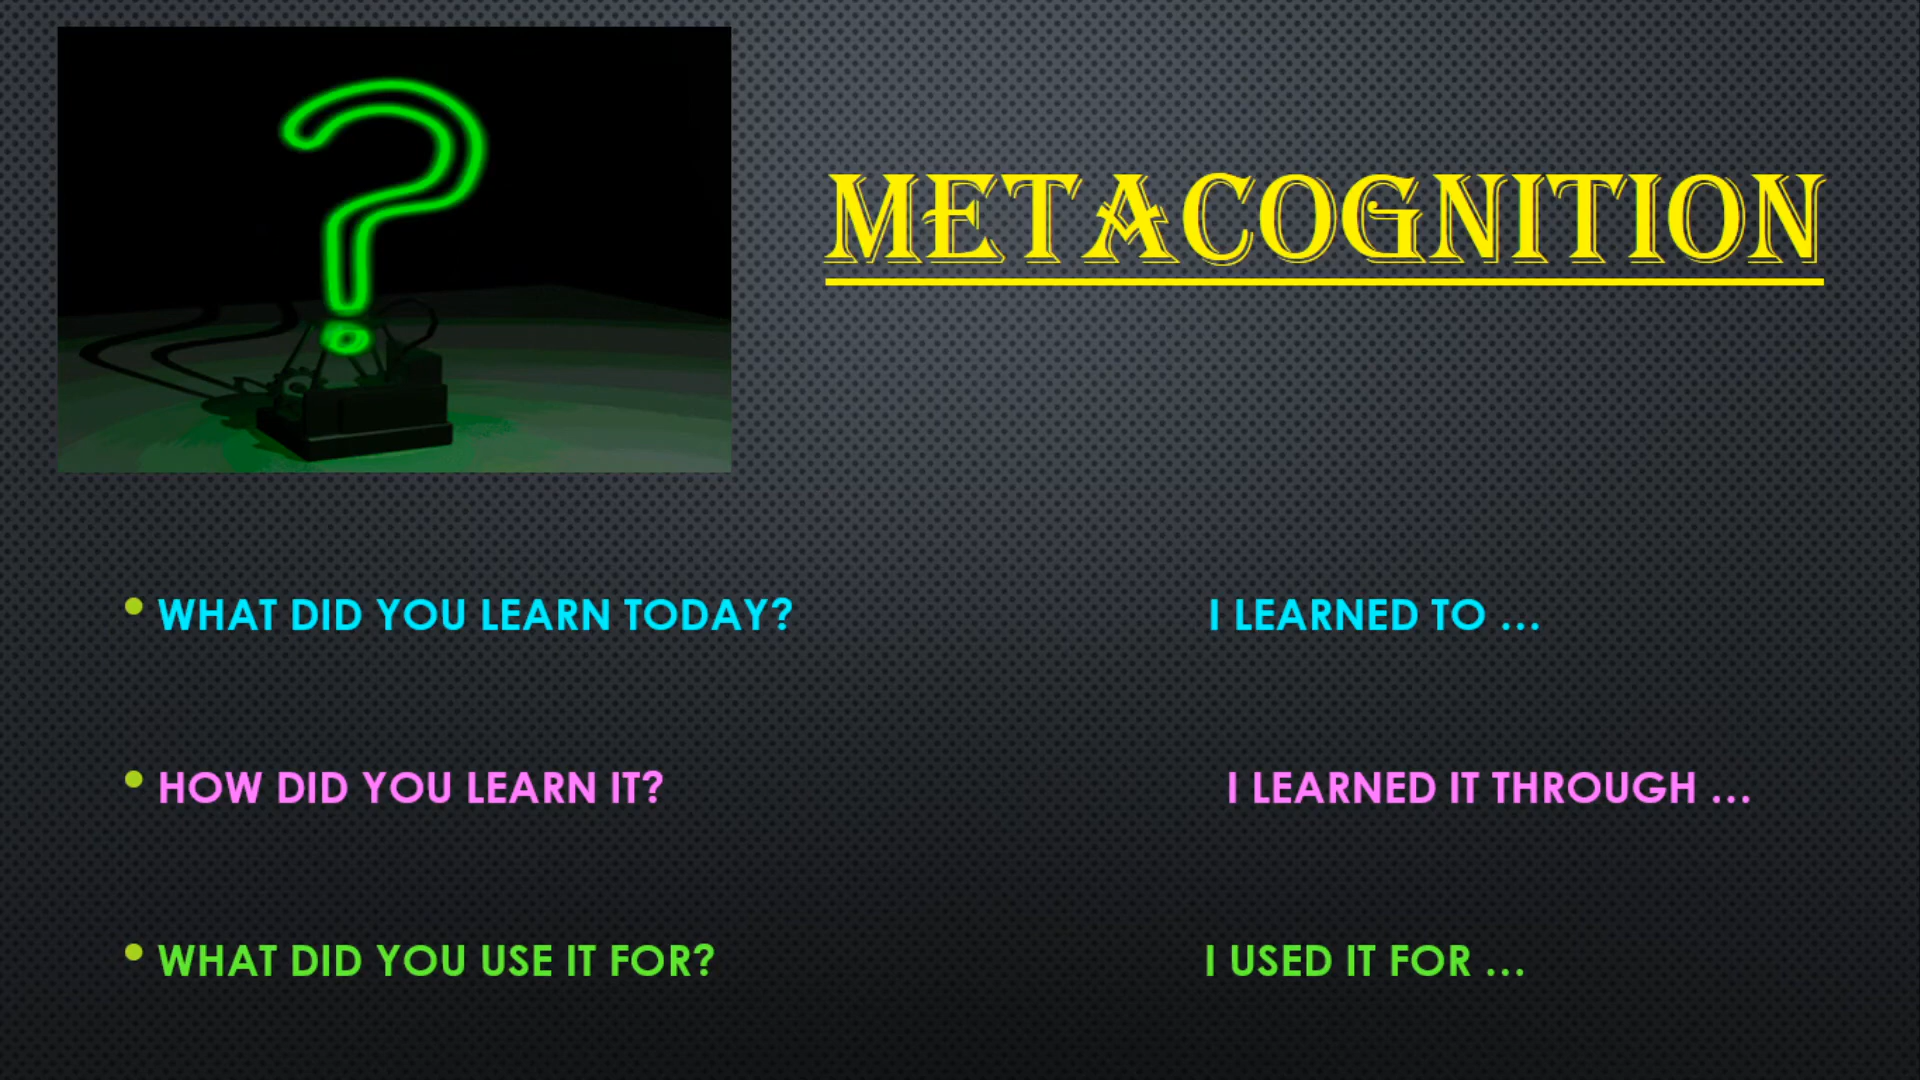 METACOGNITION
• WHAT DID YOU LEARN TODAY? I LEARNED TO …
• HOW DID YOU LEARN IT? I LEARNED IT THROUGH …
• WHAT DID YOU USE IT FOR? I USED IT FOR …